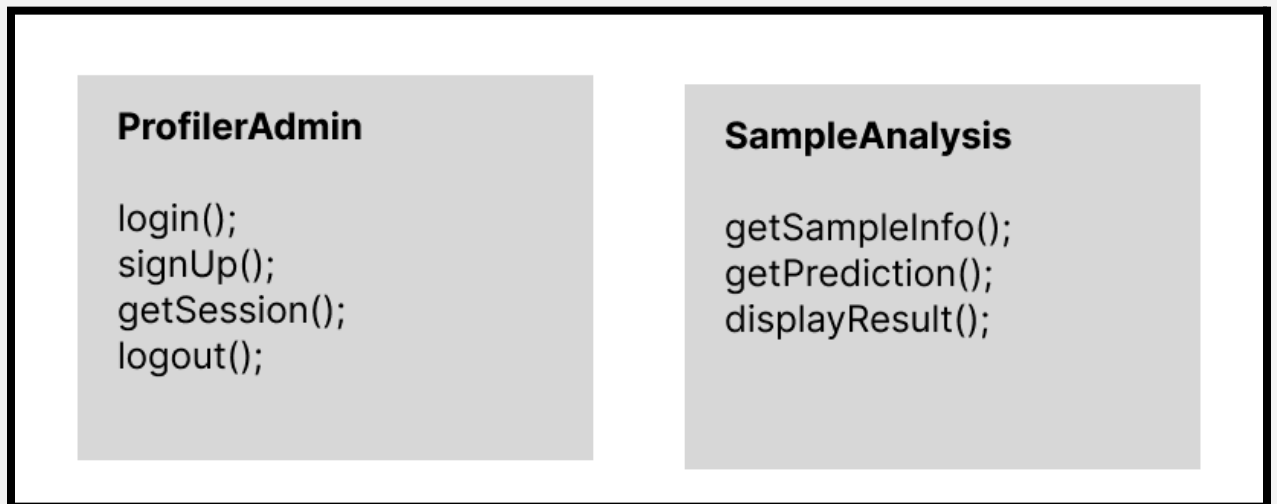 ProfilerAdmin
login();
signUp();
getSession();
logout();
SampleAnalysis
getSampleInfo();
getPrediction();
displayResult();